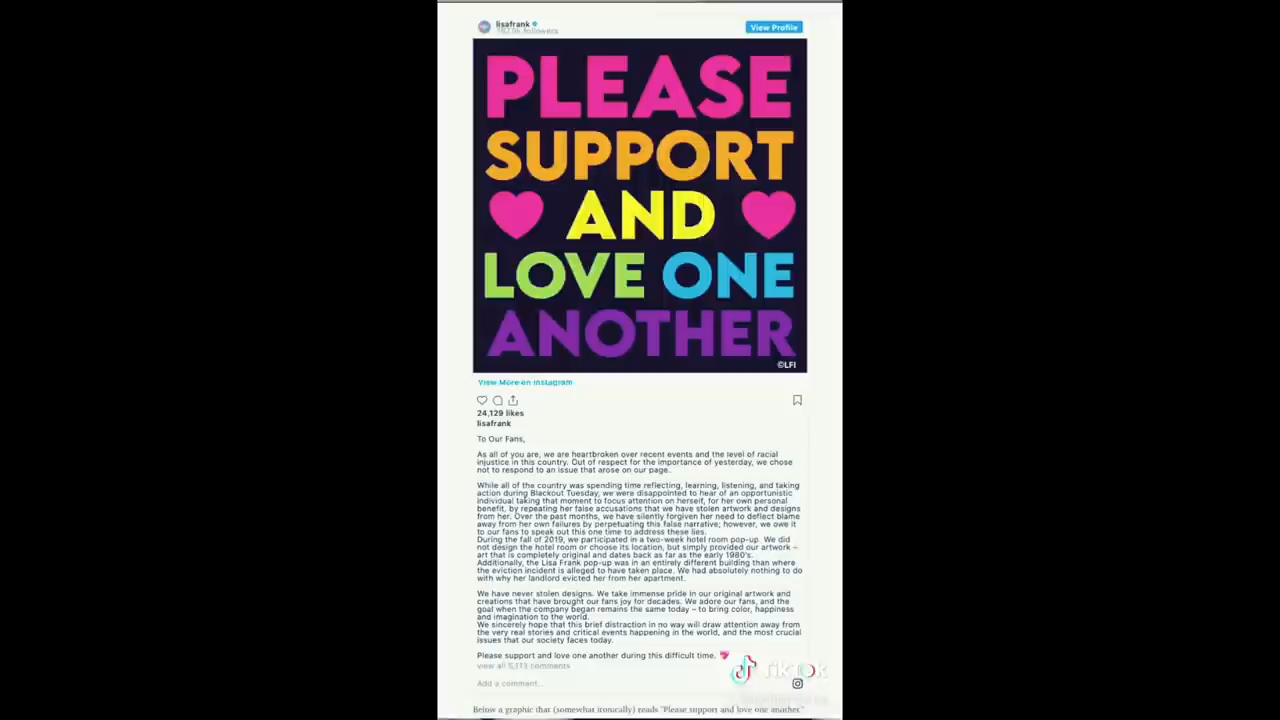 lisafrank
View Profile
PLEASE
SUPPORT
AND
LOVE ONE
ANOTHER
©LFI
View More on Instagram
24,129 likes
lisafrank
To Our Fans,
As all of you are, we are heartbroken over recent events and the level of racial
injustice in this country. Out of respect for the importance of yesterday, we chose
not to respond to an issue that arose on our page.
While all of the country was spending time reflecting, learning, listening, and taking
action during Blackout Tuesday, we were disappointed to hear of an opportunistic
individual taking that moment to focus attention on herself, for her own personal
benefit, by repeating her false accusations that we have stolen artwork and designs
from her. Over the past months, we have silently forgiven her need to deflect blame
away from her own failures by perpetuating this false narrative; however, we owe it
to our fans to speak out this one time to address these lies.
During the fall of 2019, we participated in a two-week hotel room pop-up. We did
not design the hotel room or choose its location, but simply provided our artwork –
art that is completely original and dates back as far as the early 1980's.
Additionally, the Lisa Frank pop-up was in an entirely different building than where
the eviction incident is alleged to have taken place. We had absolutely nothing to do
with why her landlord evicted her from her apartment.
We have never stolen designs. We take immense pride in our original artwork and
creations that have brought our fans joy for decades. We adore our fans, and the
goal when the company began remains the same today – to bring color, happiness
and imagination to the world.
We sincerely hope that this brief distraction in no way will draw attention away from
the very real stories and critical events happening in the world, and the most crucial
issues that our society faces today.
Please support and love one another during this difficult time. 💖
view all 5,113 comments
Add a comment...
TikTok
Below a graphic that (somewhat ironically) reads "Please support and love one another"